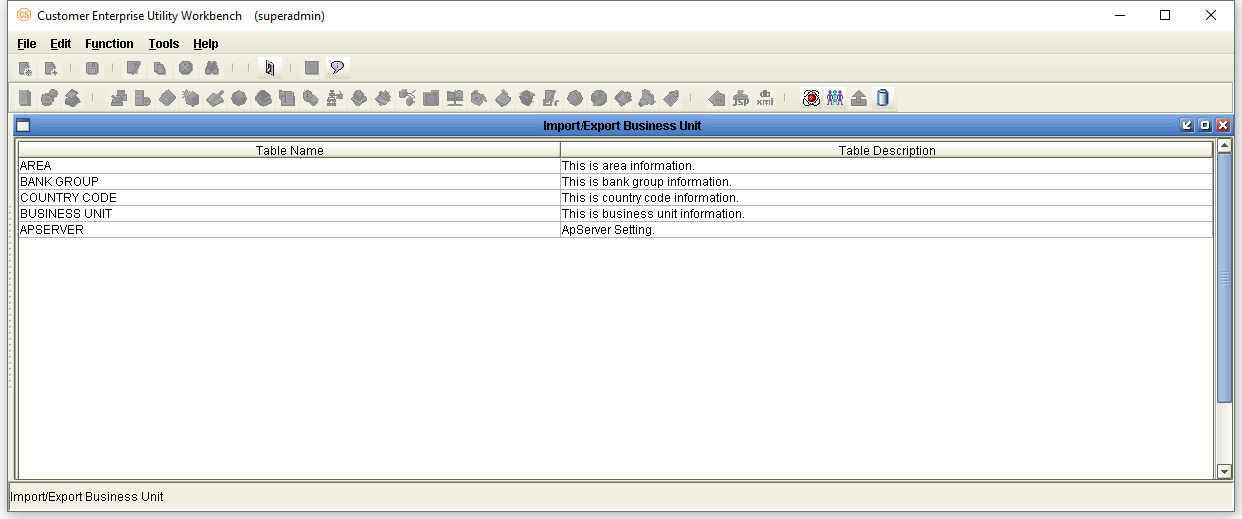 CS Customer Enterprise Utility Workbench (superadmin)
File Edit Function Tools Help
JSP db xml
Import/Export Business Unit
Table Name Table Description
AREA This is area information.
BANK GROUP This is bank group information.
COUNTRY CODE This is country code information.
BUSINESS UNIT This is business unit information.
APSERVER ApServer Setting.
Import/Export Business Unit